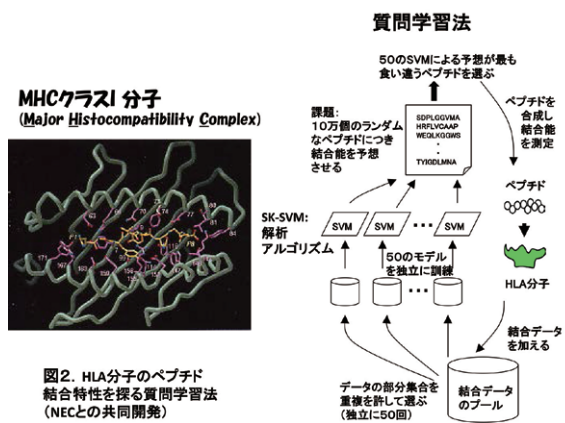 質問学習法
MHCクラスI 分子
(Major Histocompatibility Complex)
図2. HLA分子のペプチド
結合特性を探る質問学習法
(NECとの共同開発)
50のSVMによる予想が最も
食い違うペプチドを選ぶ
課題:
10万個のランダム
なペプチドにつき
結合能を予想
させる
SDPLGGVMA
HRFLVCAAP
WEQLKGGWS
:
TYIGDLMNA
ペプチドを
合成し
結合能
を測定
ペプチド
HLA分子
SK-SVM:
解析
アルゴリズム
SVM
SVM
・・・
SVM
50のモデル
を独立に訓練
・・・
結合データ
を加える
データの部分集合を
重複を許して選ぶ
(独立に50回)
結合データ
のプール